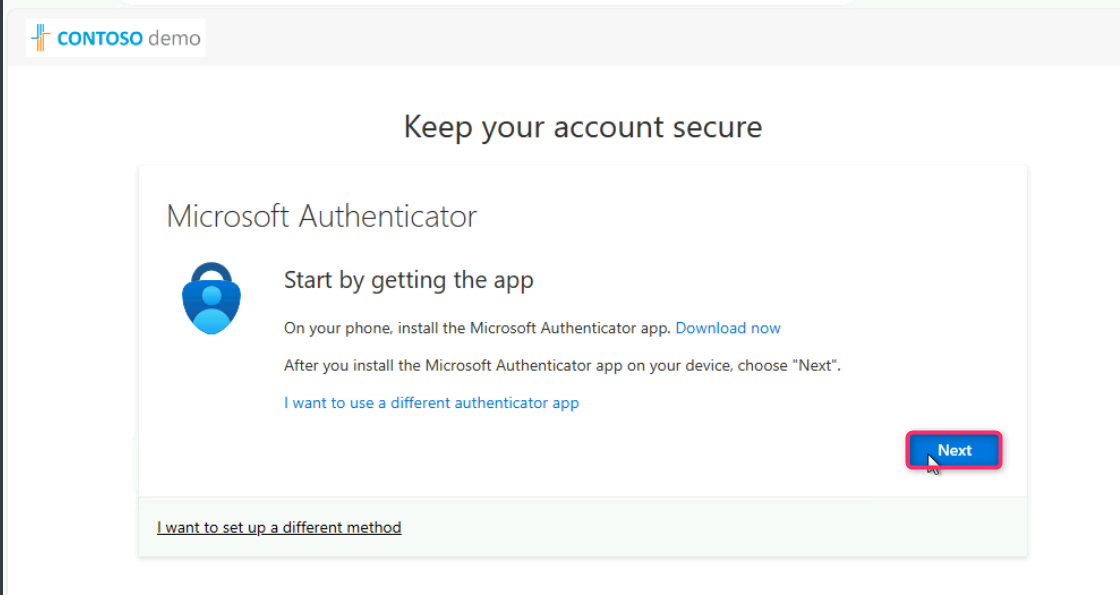 CONTOSO demo
Keep your account secure
Microsoft Authenticator
Start by getting the app
On your phone, install the Microsoft Authenticator app. Download now
After you install the Microsoft Authenticator app on your device, choose "Next".
I want to use a different authenticator app
Next
I want to set up a different method